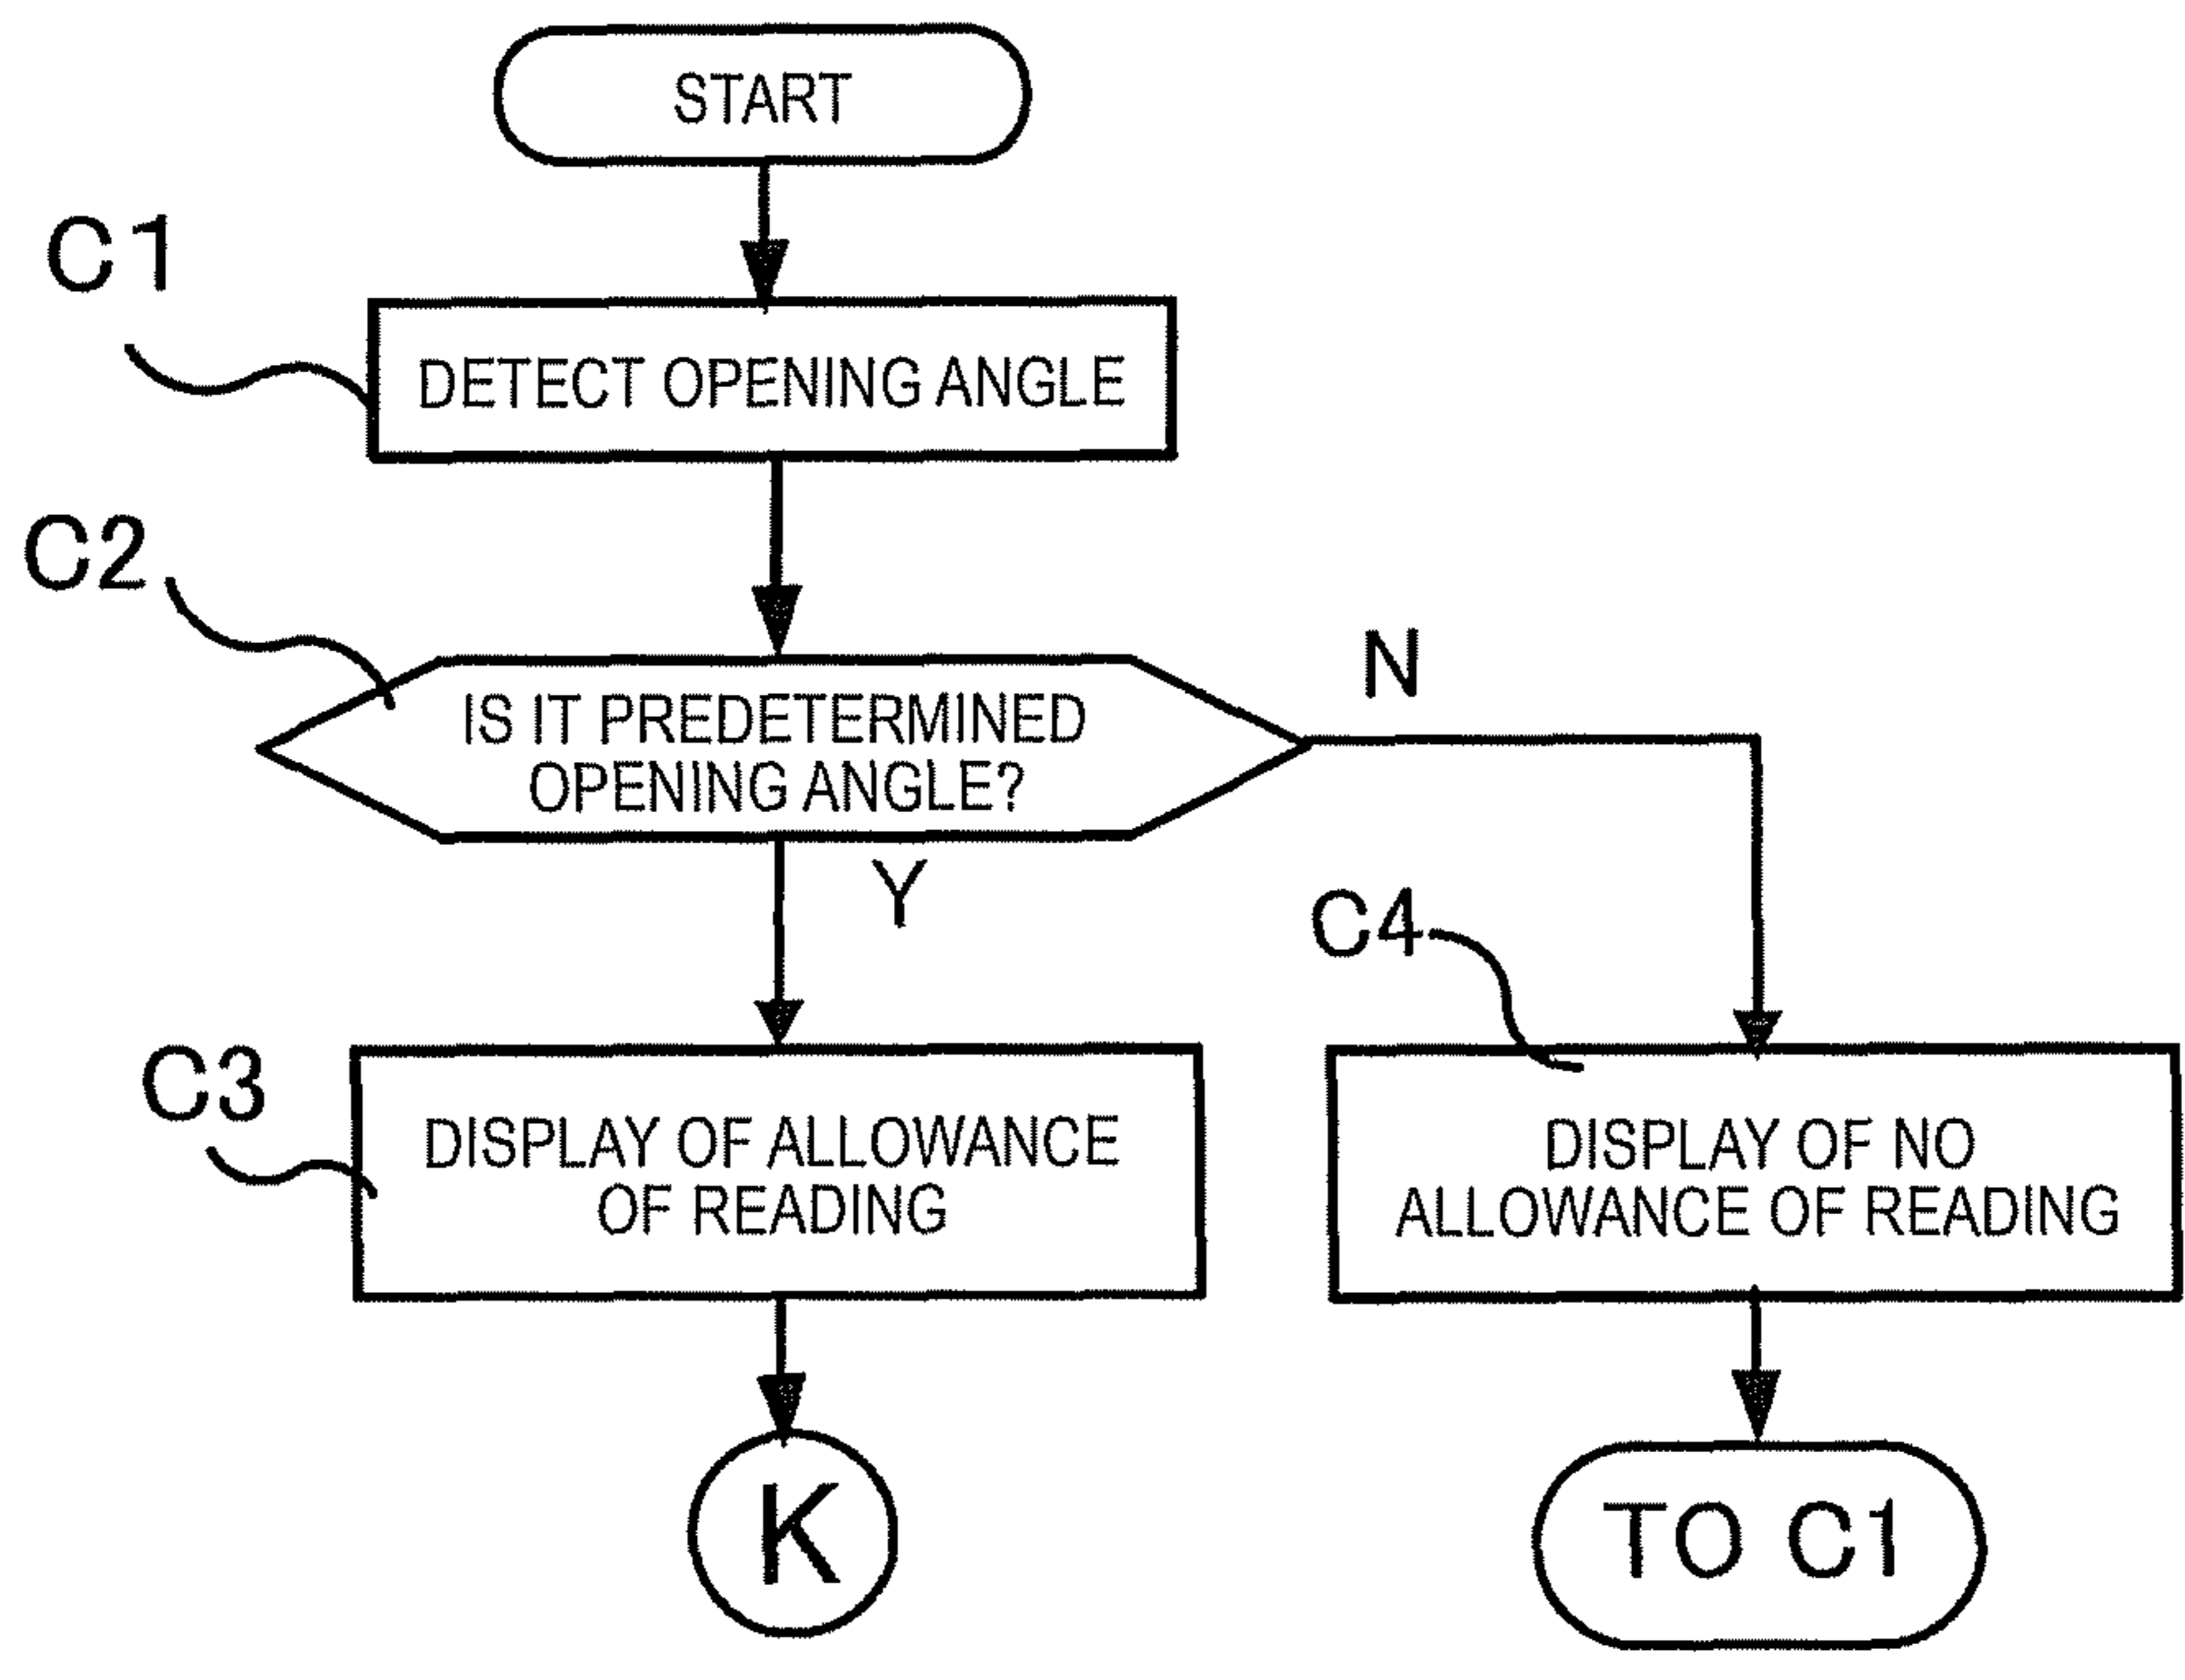 START
C1
DETECT OPENING ANGLE
C2
IS IT PREDETERMINED
OPENING ANGLE?
N
Y
C4
C3
DISPLAY OF ALLOWANCE
OF READING
DISPLAY OF NO
ALLOWANCE OF READING
K
TO C1